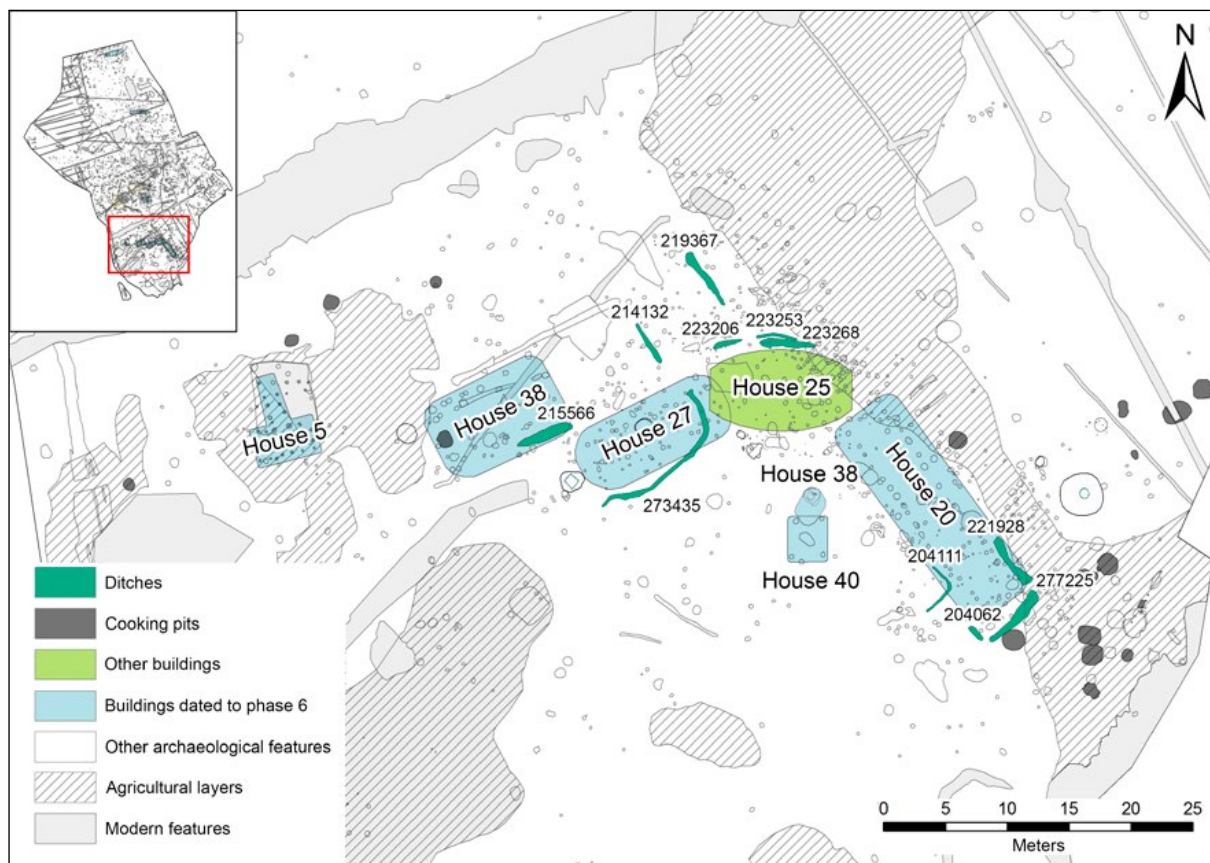 N
219367
214132
223206
223253
223268
House 25
House 38
215566
House 27
House 5
273435
House 38
House 20
221928
204111
277225
House 40
204062
Ditches
Cooking pits
Other buildings
Buildings dated to phase 6
Other archaeological features
Agricultural layers
Modern features
0 5 10 15 20 25
Meters